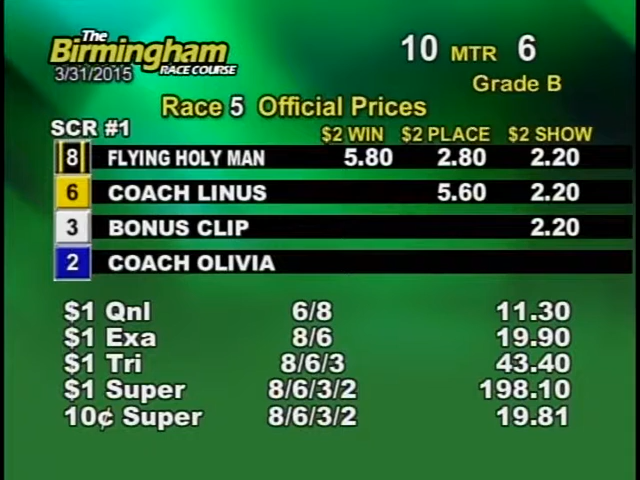 The
Birmingham
RACE COURSE
3/31/2015
10 MTR 6
Grade B
Race 5 Official Prices
SCR #1
$2 WIN $2 PLACE $2 SHOW
8 FLYING HOLY MAN 5.80 2.80 2.20
6 COACH LINUS 5.60 2.20
3 BONUS CLIP 2.20
2 COACH OLIVIA
$1 Qnl 6/8 11.30
$1 Exa 8/6 19.90
$1 Tri 8/6/3 43.40
$1 Super 8/6/3/2 198.10
10¢ Super 8/6/3/2 19.81